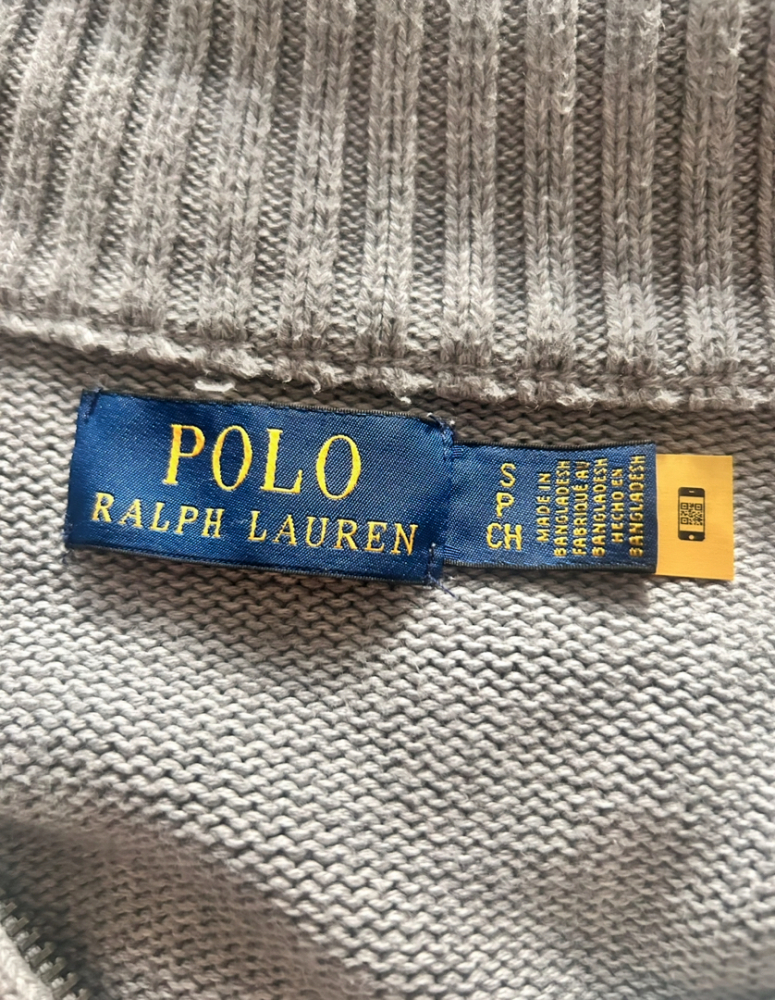 POLO
RALPH LAUREN
S
P
CH
MADE IN
BANGLADESH
FABRIQUÉ AU
BANGLADESH
HECHO EN
BANGLADESH